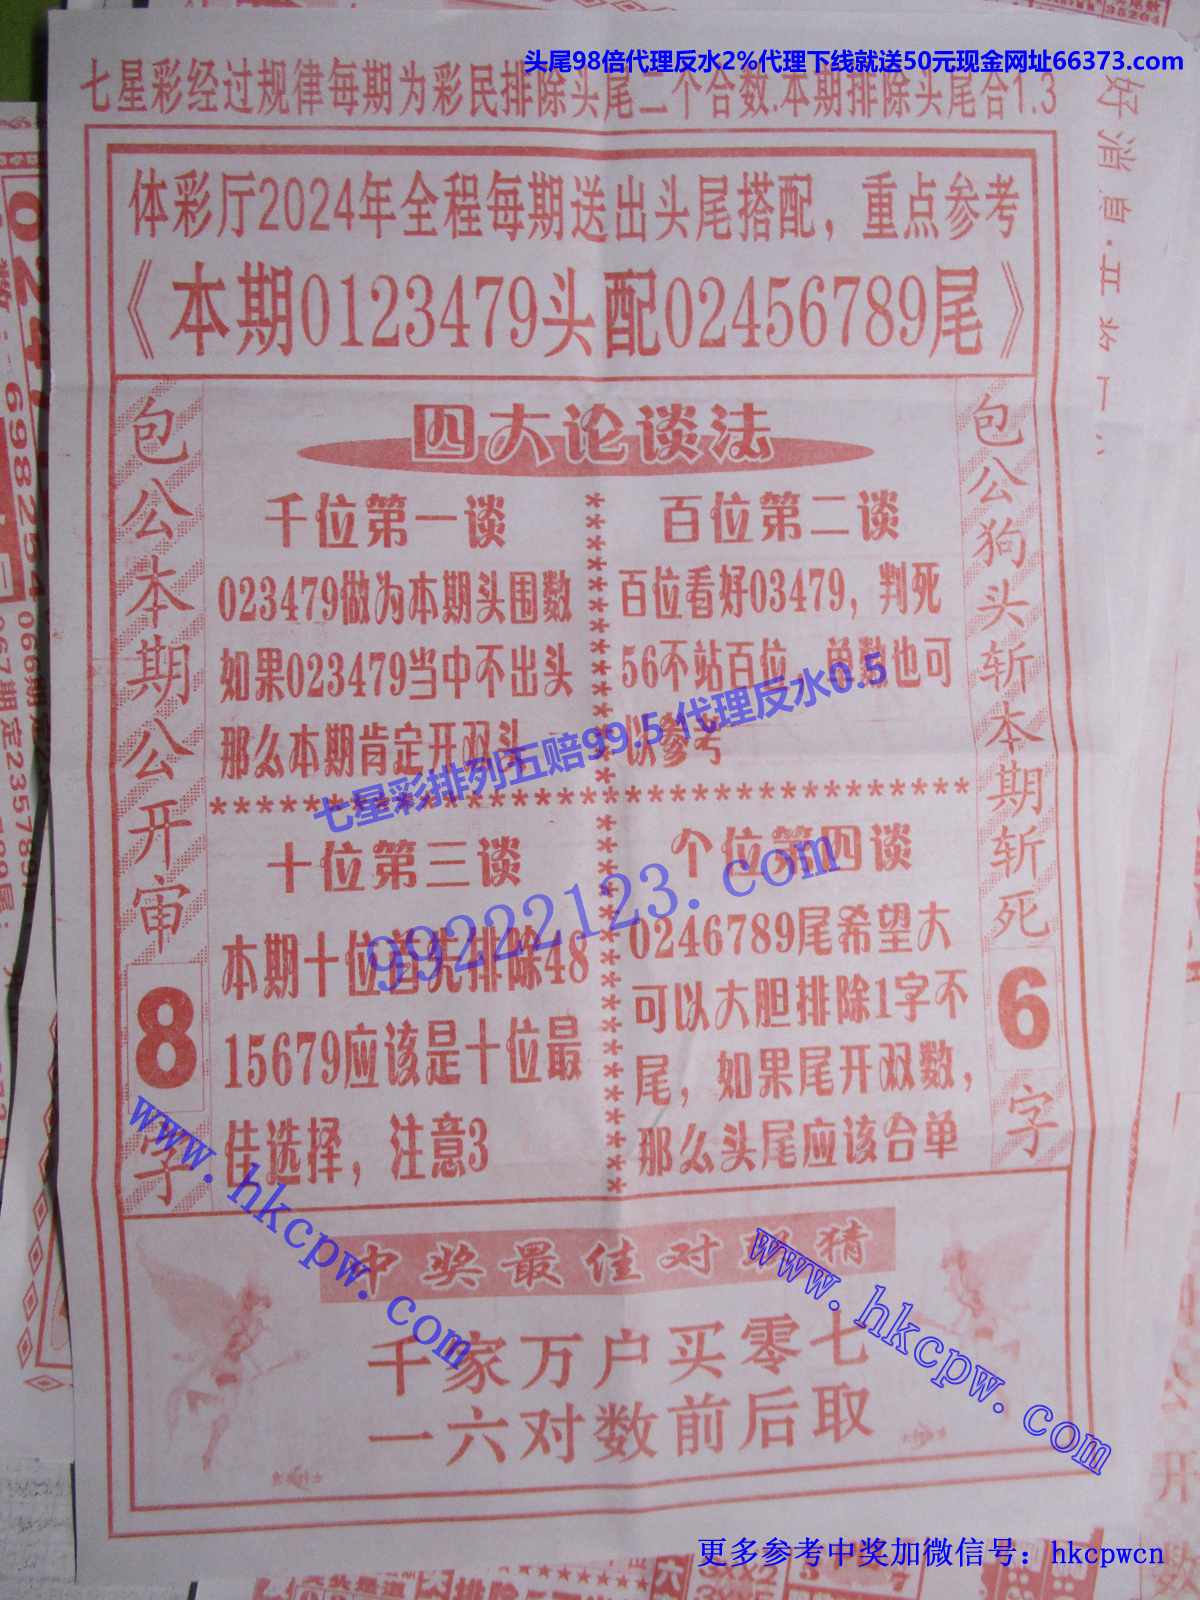 头尾98倍代理反水2%代理下线就送50元现金网址66373.com
七星彩经过规律每期为彩民排除头尾二个合数.本期排除头尾合1.3
体彩厅2024年全程每期送出头尾搭配，重点参考
《本期0123479头配02456789尾》
包公本期公开审
8
字
四大论谈法
千位第一谈
023479做为本期头围数
如果023479当中不出头
那么本期肯定开双头
百位第二谈
百位看好03479，判死
56不站百位，单数也可
以参考
七星彩排列五赔99.5 代理反水0.5
********************************
十位第三谈
本期十位首先排除48
15679应该是十位最
佳选择，注意3
99222123.com
个位第四谈
0246789尾希望大
可以大胆排除1字不
尾，如果尾开双数，
那么头尾应该合单
包公狗头斩本期斩死
6
字
www.hkcpw.com
www.hkcpw.com
中奖最佳对联猜
千家万户买零七
一六对数前后取
更多参考中奖加微信号：hkcpwcn
好消息